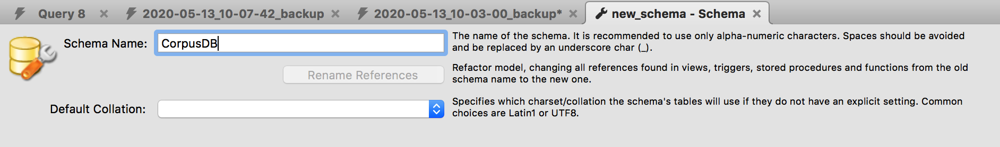 Query 8
2020-05-13_10-07-42_backup
2020-05-13_10-03-00_backup*
new_schema - Schema
Schema Name:
CorpusDB
The name of the schema. It is recommended to use only alpha-numeric characters. Spaces should be avoided
and be replaced by an underscore char (_).
Rename References
Refactor model, changing all references found in views, triggers, stored procedures and functions from the old
schema name to the new one.
Default Collation:
Specifies which charset/collation the schema's tables will use if they do not have an explicit setting. Common
choices are Latin1 or UTF8.